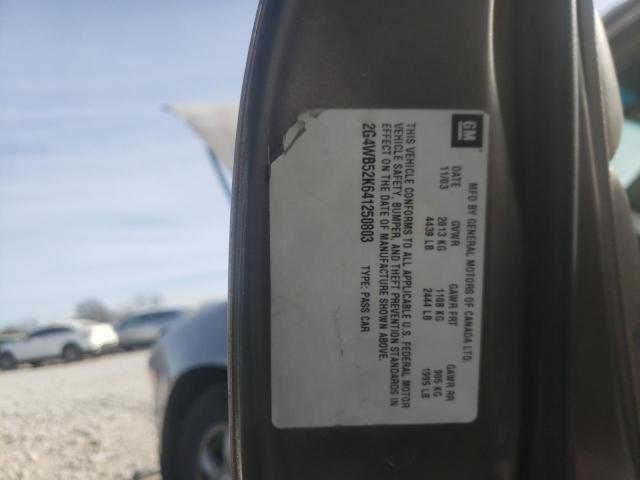 GM
MFD BY GENERAL MOTORS OF CANADA LTD.
DATE GVWR GAWR FRT GAWR RR
11/03 2013 KG 1108 KG 905 KG
4439 LB 2444 LB 1995 LB
THIS VEHICLE CONFORMS TO ALL APPLICABLE U.S. FEDERAL MOTOR
VEHICLE SAFETY, BUMPER, AND THEFT PREVENTION STANDARDS IN
EFFECT ON THE DATE OF MANUFACTURE SHOWN ABOVE.
2G4WB52K641250803 TYPE: PASS CAR